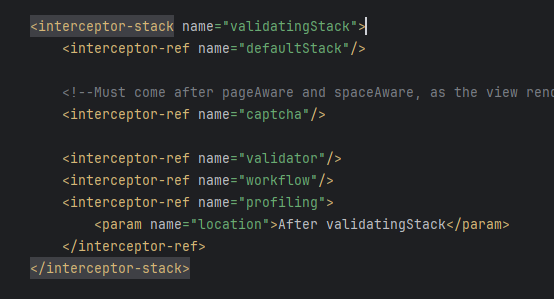 <interceptor-stack name="validatingStack">
<interceptor-ref name="defaultStack"/>
<!--Must come after pageAware and spaceAware, as the view
<interceptor-ref name="captcha"/>
<interceptor-ref name="validator"/>
<interceptor-ref name="workflow"/>
<interceptor-ref name="profiling">
<param name="location">After validatingStack</param>
</interceptor-ref>
</interceptor-stack>